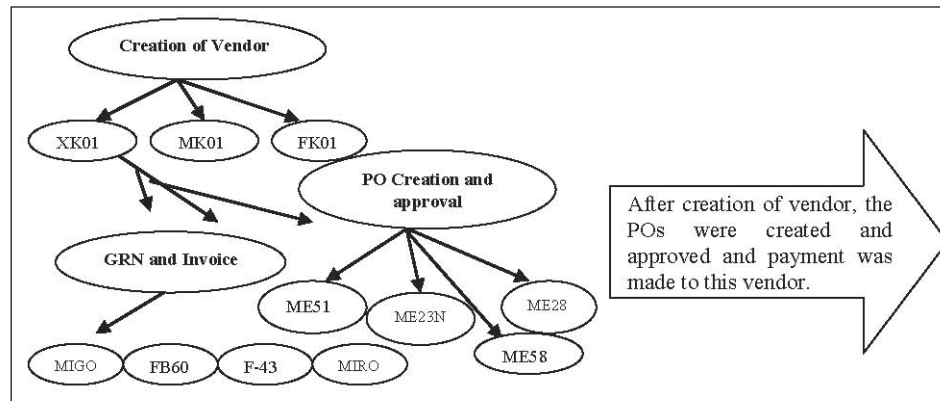 Creation of Vendor
XK01
MK01
FK01
PO Creation and
approval
After creation of vendor, the
POs were created and
approved and payment was
made to this vendor.
GRN and Invoice
ME51
ME23N
ME28
ME58
MIGO
FB60
F-43
MIRO